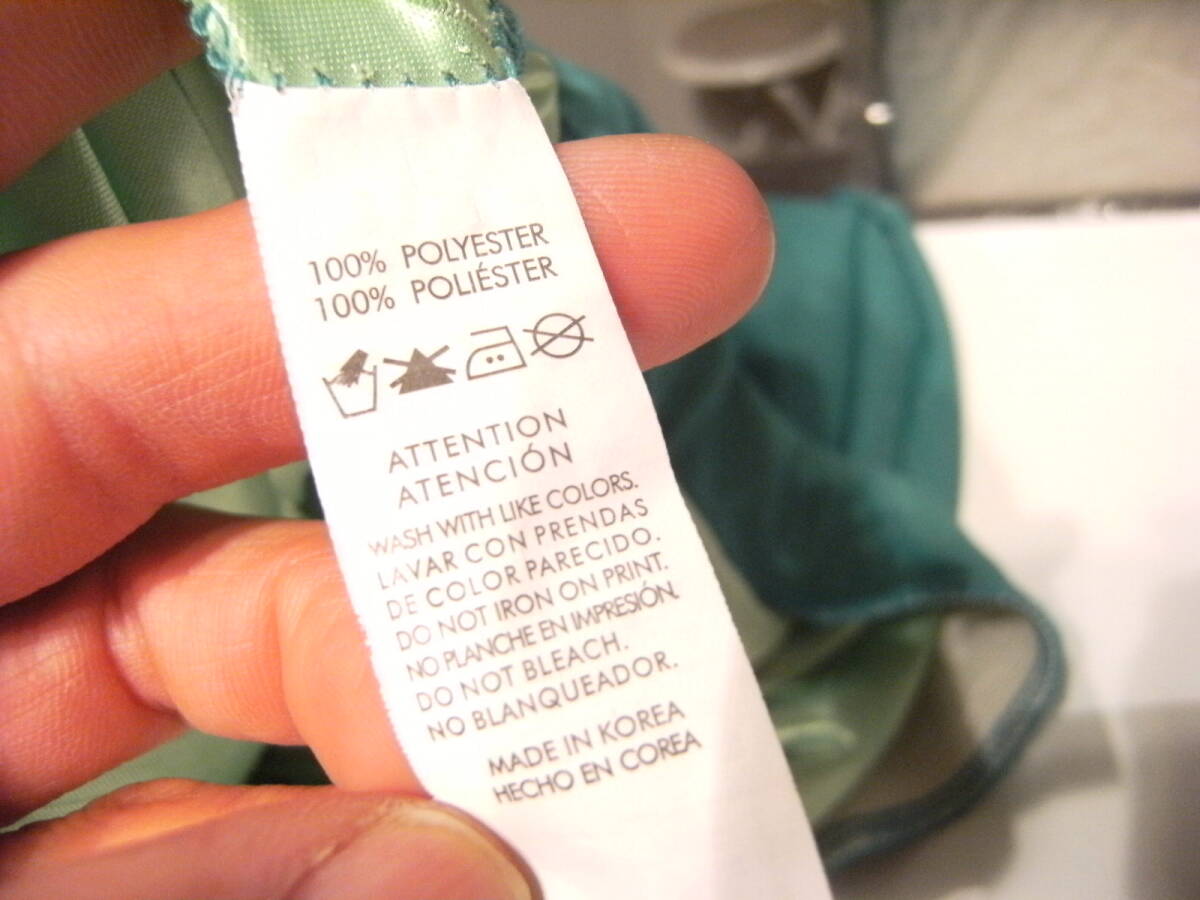 100% POLYESTER
100% POLIÉSTER
ATTENTION
ATENCIÓN
WASH WITH LIKE COLORS.
LAVAR CON PRENDAS
DE COLOR PARECIDO.
DO NOT IRON ON PRINT.
NO PLANCHE EN IMPRESIÓN.
DO NOT BLEACH.
NO BLANQUEADOR.
MADE IN KOREA
HECHO EN COREA